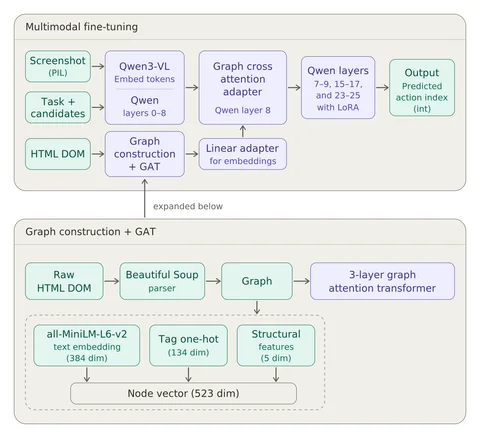 Multimodal fine-tuning
Screenshot
(PIL)
Task +
candidates
HTML DOM
Qwen3-VL
Embed tokens
Qwen
layers 0–8
Graph
construction
+ GAT
Graph cross
attention
adapter
Qwen layer 8
Linear adapter
for embeddings
Qwen layers
7–9, 15–17,
and 23–25
with LoRA
Output
Predicted
action index
(int)
expanded below
Graph construction + GAT
Raw
HTML DOM
Beautiful Soup
parser
Graph
3-layer graph
attention transformer
all-MiniLM-L6-v2
text embedding
(384 dim)
Tag one-hot
(134 dim)
Structural
features
(5 dim)
Node vector (523 dim)